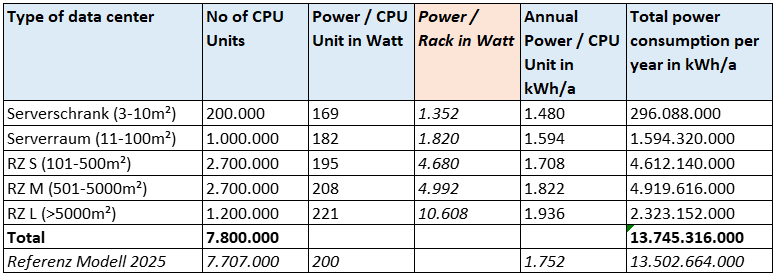 Type of data center No of CPU Units Power / CPU Unit in Watt Power / Rack in Watt Annual Power / CPU Unit in kWh/a Total power consumption per year in kWh/a
Serverschrank (3-10m²) 200.000 169 1.352 1.480 296.088.000
Serverraum (11-100m²) 1.000.000 182 1.820 1.594 1.594.320.000
RZ S (101-500m²) 2.700.000 195 4.680 1.708 4.612.140.000
RZ M (501-5000m²) 2.700.000 208 4.992 1.822 4.919.616.000
RZ L (>5000m²) 1.200.000 221 10.608 1.936 2.323.152.000
Total 7.800.000 13.745.316.000
Referenz Modell 2025 7.707.000 200 1.752 13.502.664.000